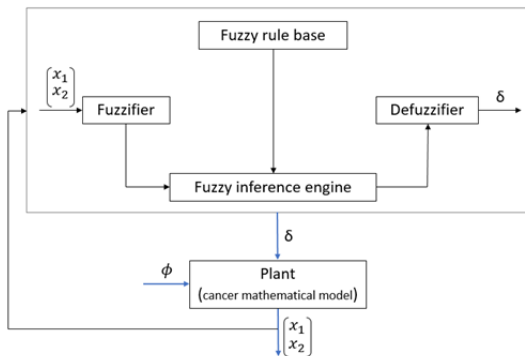 Fuzzy rule base
x₁
x₂
Fuzzifier
Defuzzifier
δ
Fuzzy inference engine
δ
ϕ
Plant
(cancer mathematical model)
x₁
x₂